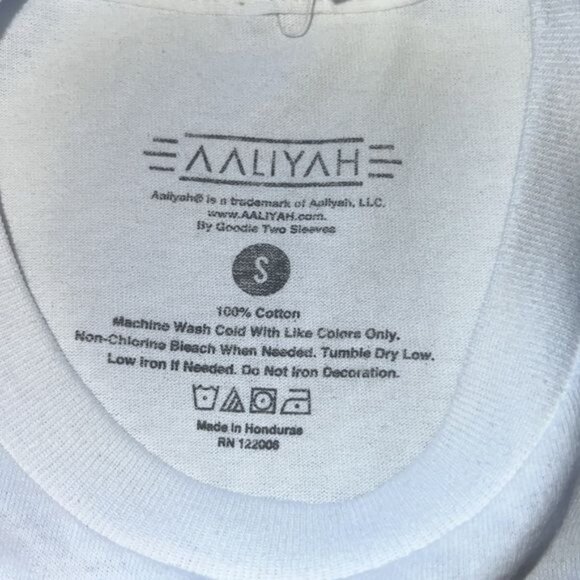 AALIYAH
Aaliyah® is a trademark of Aaliyah, LLC.
www.AALIYAH.com.
By Goodie Two Sleeves
S
100% Cotton
Machine Wash Cold With Like Colors Only.
Non-Chlorine Bleach When Needed. Tumble Dry Low.
Low Iron If Needed. Do Not Iron Decoration.
Made in Honduras
RN 122006